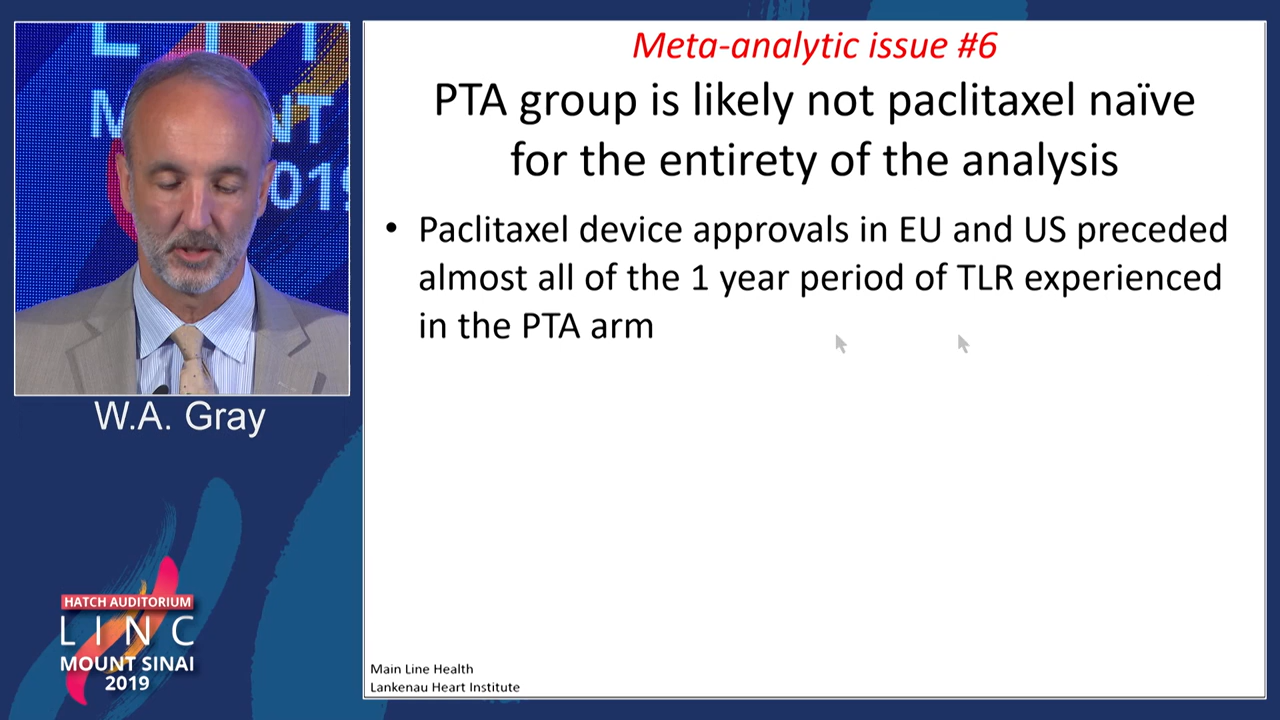 Meta-analytic issue #6
PTA group is likely not paclitaxel naïve
for the entirety of the analysis
• Paclitaxel device approvals in EU and US preceded
almost all of the 1 year period of TLR experienced
in the PTA arm
W.A. Gray
HATCH AUDITORIUM
LINC
MOUNT SINAI
2019
Main Line Health
Lankenau Heart Institute